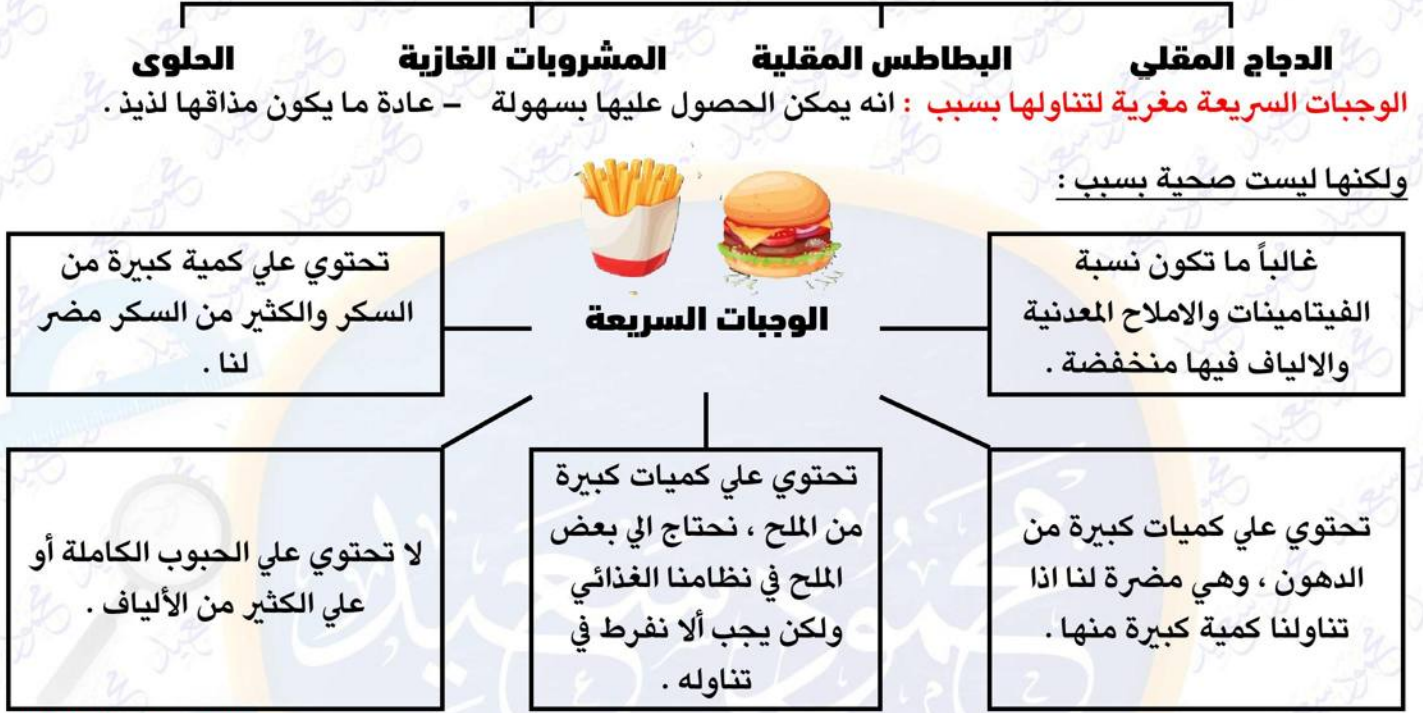 الدجاج المقلي
البطاطس المقلية
المشروبات الغازية
الحلوى
الوجبات السريعة مغرية لتناولها بسبب : انه يمكن الحصول عليها بسهولة – عادة ما يكون مذاقها لذيذ .
ولكنها ليست صحية بسبب :
غالباً ما تكون نسبة
الفيتامينات والاملاح المعدنية
والالياف فيها منخفضة .
الوجبات السريعة
تحتوي علي كمية كبيرة من
السكر والكثير من السكر مضر
لنا .
تحتوي علي كميات كبيرة من
الدهون ، وهي مضرة لنا اذا
تناولنا كمية كبيرة منها .
تحتوي علي كميات كبيرة
من الملح ، نحتاج الي بعض
الملح في نظامنا الغذائي
ولكن يجب ألا نفرط في
تناوله .
لا تحتوي علي الحبوب الكاملة أو
علي الكثير من الألياف .
محمود سعيد